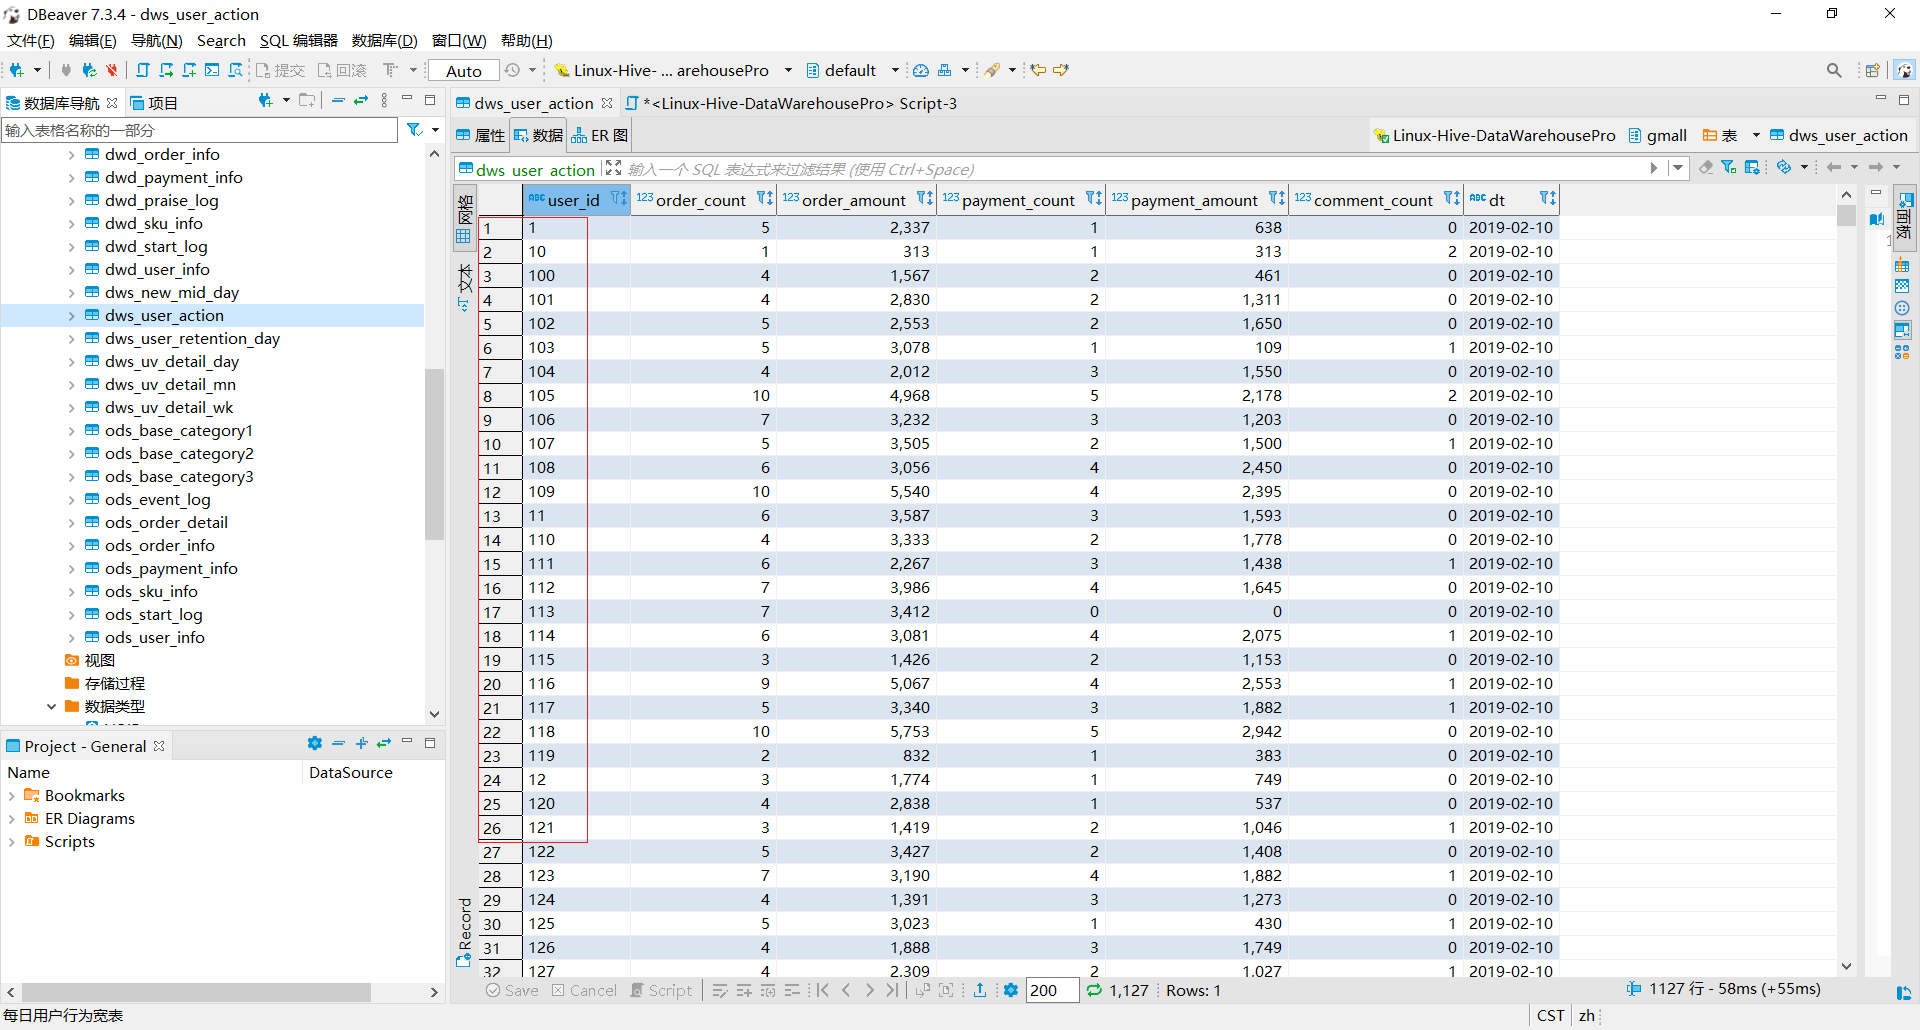 DBeaver 7.3.4 - dws_user_action
文件(F) 编辑(E) 导航(N) Search SQL 编辑器 数据库(D) 窗口(W) 帮助(H)
提交 回滚 Auto Linux-Hive- ... arehousePro default
数据库导航 项目
输入表格名称的一部分
dwd_order_info
dwd_payment_info
dwd_praise_log
dwd_sku_info
dwd_start_log
dwd_user_info
dws_new_mid_day
dws_user_action
dws_user_retention_day
dws_uv_detail_day
dws_uv_detail_mn
dws_uv_detail_wk
ods_base_category1
ods_base_category2
ods_base_category3
ods_event_log
ods_order_detail
ods_order_info
ods_payment_info
ods_sku_info
ods_start_log
ods_user_info
视图
存储过程
数据类型
Project - General
Name DataSource
Bookmarks
ER Diagrams
Scripts
dws_user_action *<Linux-Hive-DataWarehousePro> Script-3
属性 数据 ER 图 Linux-Hive-DataWarehousePro gmall 表 dws_user_action
dws_user_action 输入一个 SQL 表达式来过滤结果 (使用 Ctrl+Space)
网格
文本
Record
面板
ABC user_id 123 order_count 123 order_amount 123 payment_count 123 payment_amount 123 comment_count ABC dt
1 1 5 2,337 1 638 0 2019-02-10
2 10 1 313 1 313 2 2019-02-10
3 100 4 1,567 2 461 0 2019-02-10
4 101 4 2,830 2 1,311 0 2019-02-10
5 102 5 2,553 2 1,650 0 2019-02-10
6 103 5 3,078 1 109 1 2019-02-10
7 104 4 2,012 3 1,550 0 2019-02-10
8 105 10 4,968 5 2,178 2 2019-02-10
9 106 7 3,232 3 1,203 0 2019-02-10
10 107 5 3,505 2 1,500 1 2019-02-10
11 108 6 3,056 4 2,450 0 2019-02-10
12 109 10 5,540 4 2,395 0 2019-02-10
13 11 6 3,587 3 1,593 0 2019-02-10
14 110 4 3,333 2 1,778 0 2019-02-10
15 111 6 2,267 3 1,438 1 2019-02-10
16 112 7 3,986 4 1,645 0 2019-02-10
17 113 7 3,412 0 0 0 2019-02-10
18 114 6 3,081 4 2,075 1 2019-02-10
19 115 3 1,426 2 1,153 0 2019-02-10
20 116 9 5,067 4 2,553 1 2019-02-10
21 117 5 3,340 3 1,882 1 2019-02-10
22 118 10 5,753 5 2,942 0 2019-02-10
23 119 2 832 1 383 0 2019-02-10
24 12 3 1,774 1 749 0 2019-02-10
25 120 4 2,838 1 537 0 2019-02-10
26 121 3 1,419 2 1,046 1 2019-02-10
27 122 5 3,427 2 1,408 0 2019-02-10
28 123 7 3,190 4 1,882 1 2019-02-10
29 124 4 1,391 3 1,273 0 2019-02-10
30 125 5 3,023 1 430 1 2019-02-10
31 126 4 1,888 3 1,749 0 2019-02-10
32 127 4 2,309 2 1,027 1 2019-02-10
Save Cancel Script 200 1,127 Rows: 1 1127 行 - 58ms (+55ms)
每日用户行为宽表 CST zh